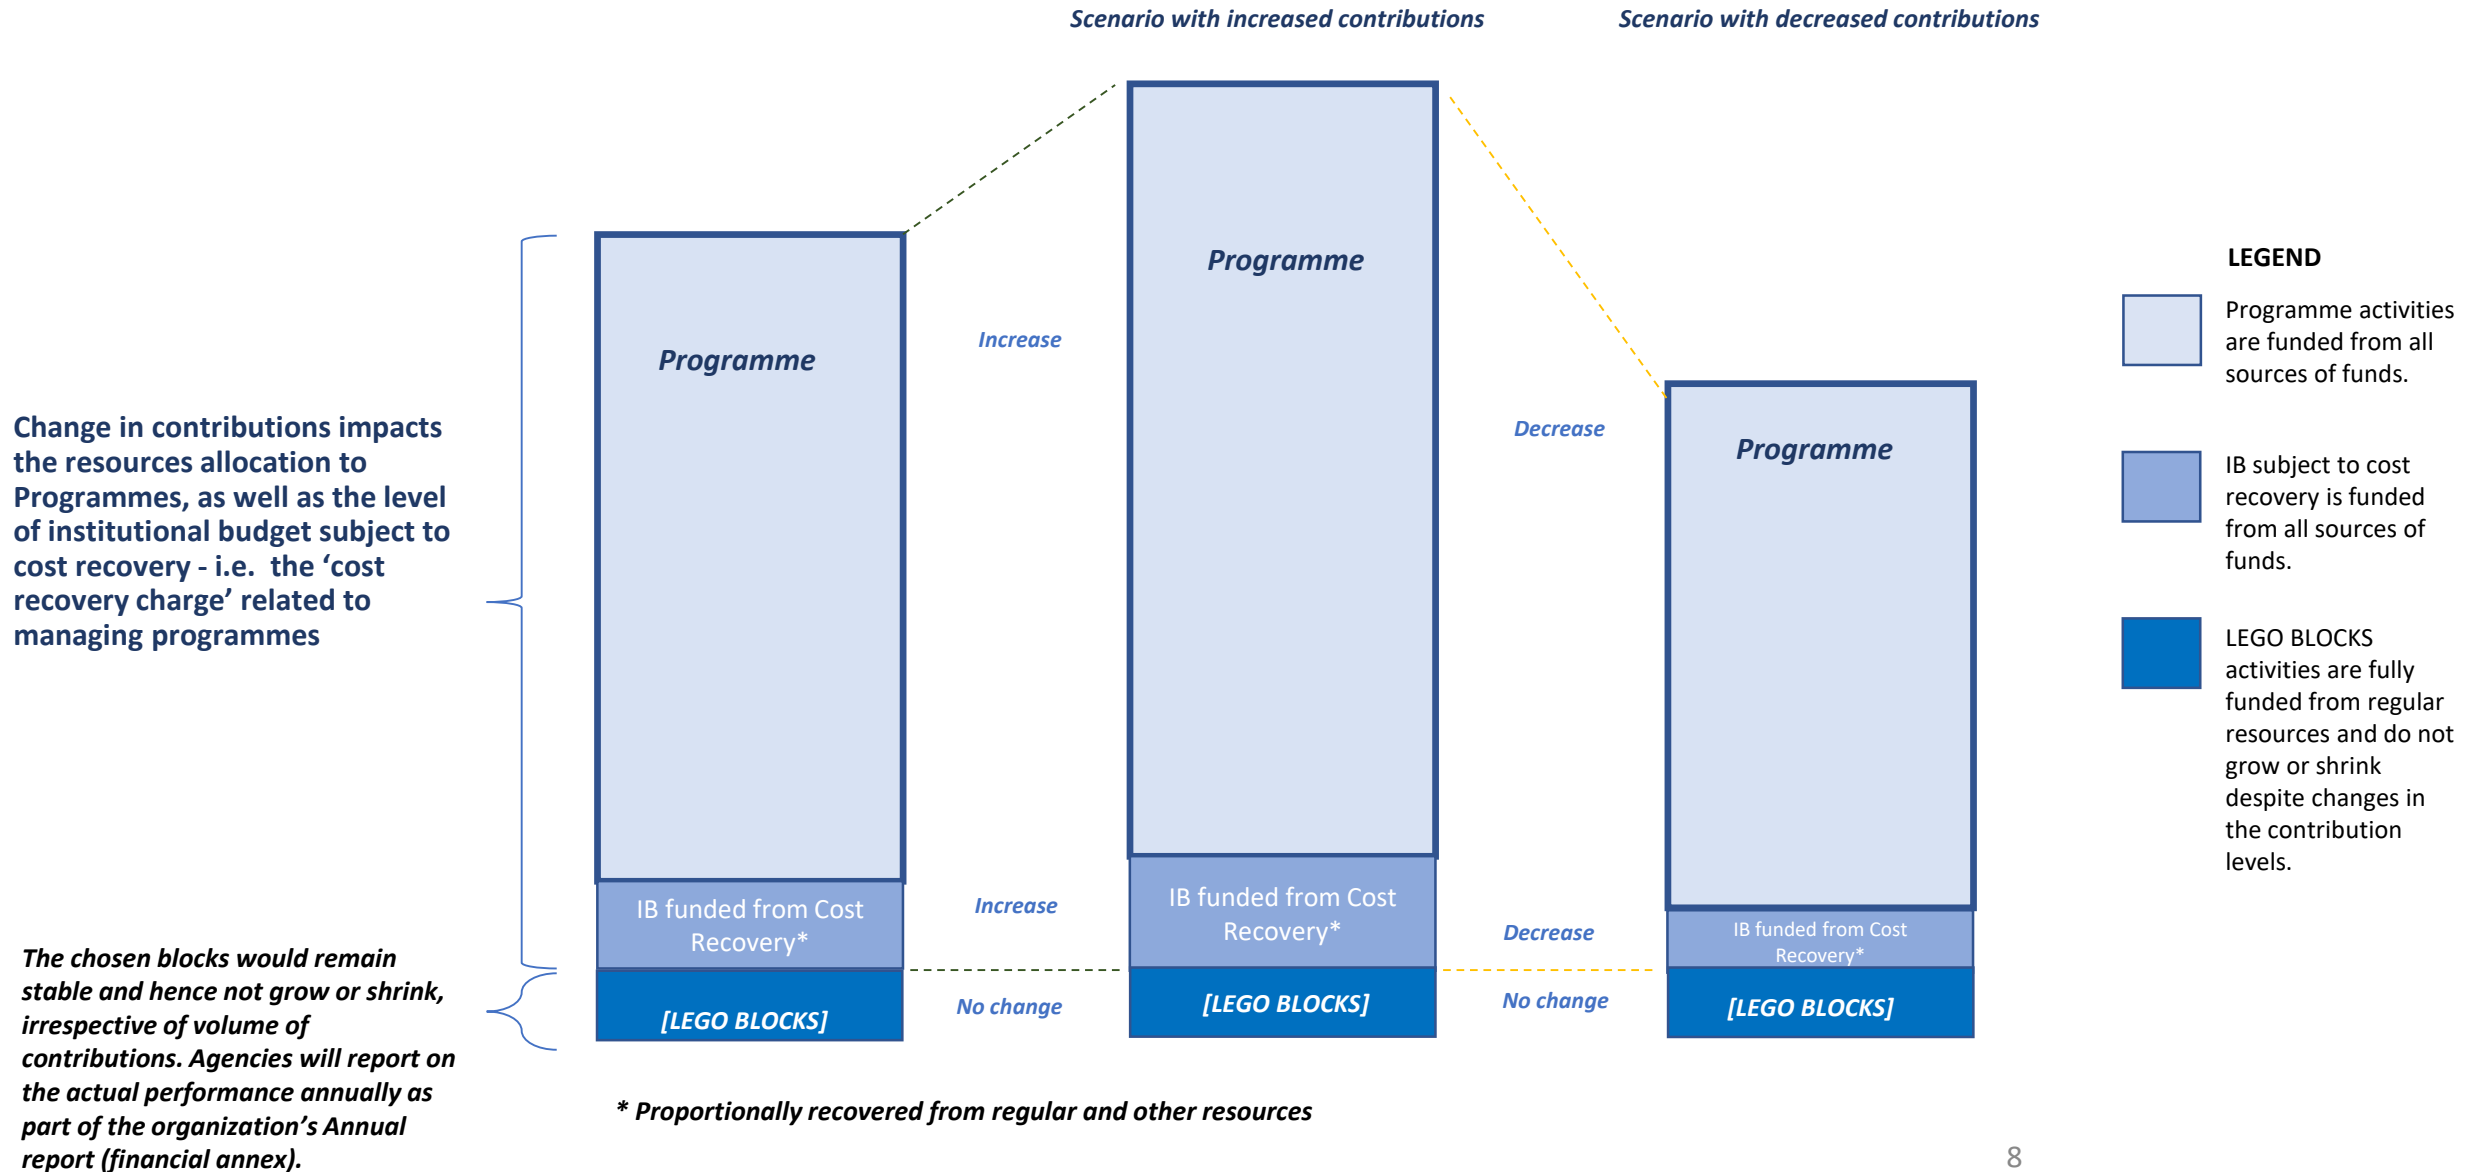 Scenario with increased contributions
Scenario with decreased contributions
Change in contributions impacts
the resources allocation to
Programmes, as well as the level
of institutional budget subject to
cost recovery - i.e.  the ‘cost
recovery charge’ related to
managing programmes
The chosen blocks would remain
stable and hence not grow or shrink,
irrespective of volume of
contributions. Agencies will report on
the actual performance annually as
part of the organization’s Annual
report (financial annex).
Programme
IB funded from Cost
Recovery*
[LEGO BLOCKS]
Increase
Increase
No change
Programme
IB funded from Cost
Recovery*
[LEGO BLOCKS]
Decrease
Decrease
No change
Programme
IB funded from Cost
Recovery*
[LEGO BLOCKS]
LEGEND
Programme activities
are funded from all
sources of funds.
IB subject to cost
recovery is funded
from all sources of
funds.
LEGO BLOCKS
activities are fully
funded from regular
resources and do not
grow or shrink
despite changes in
the contribution
levels.
* Proportionally recovered from regular and other resources
8